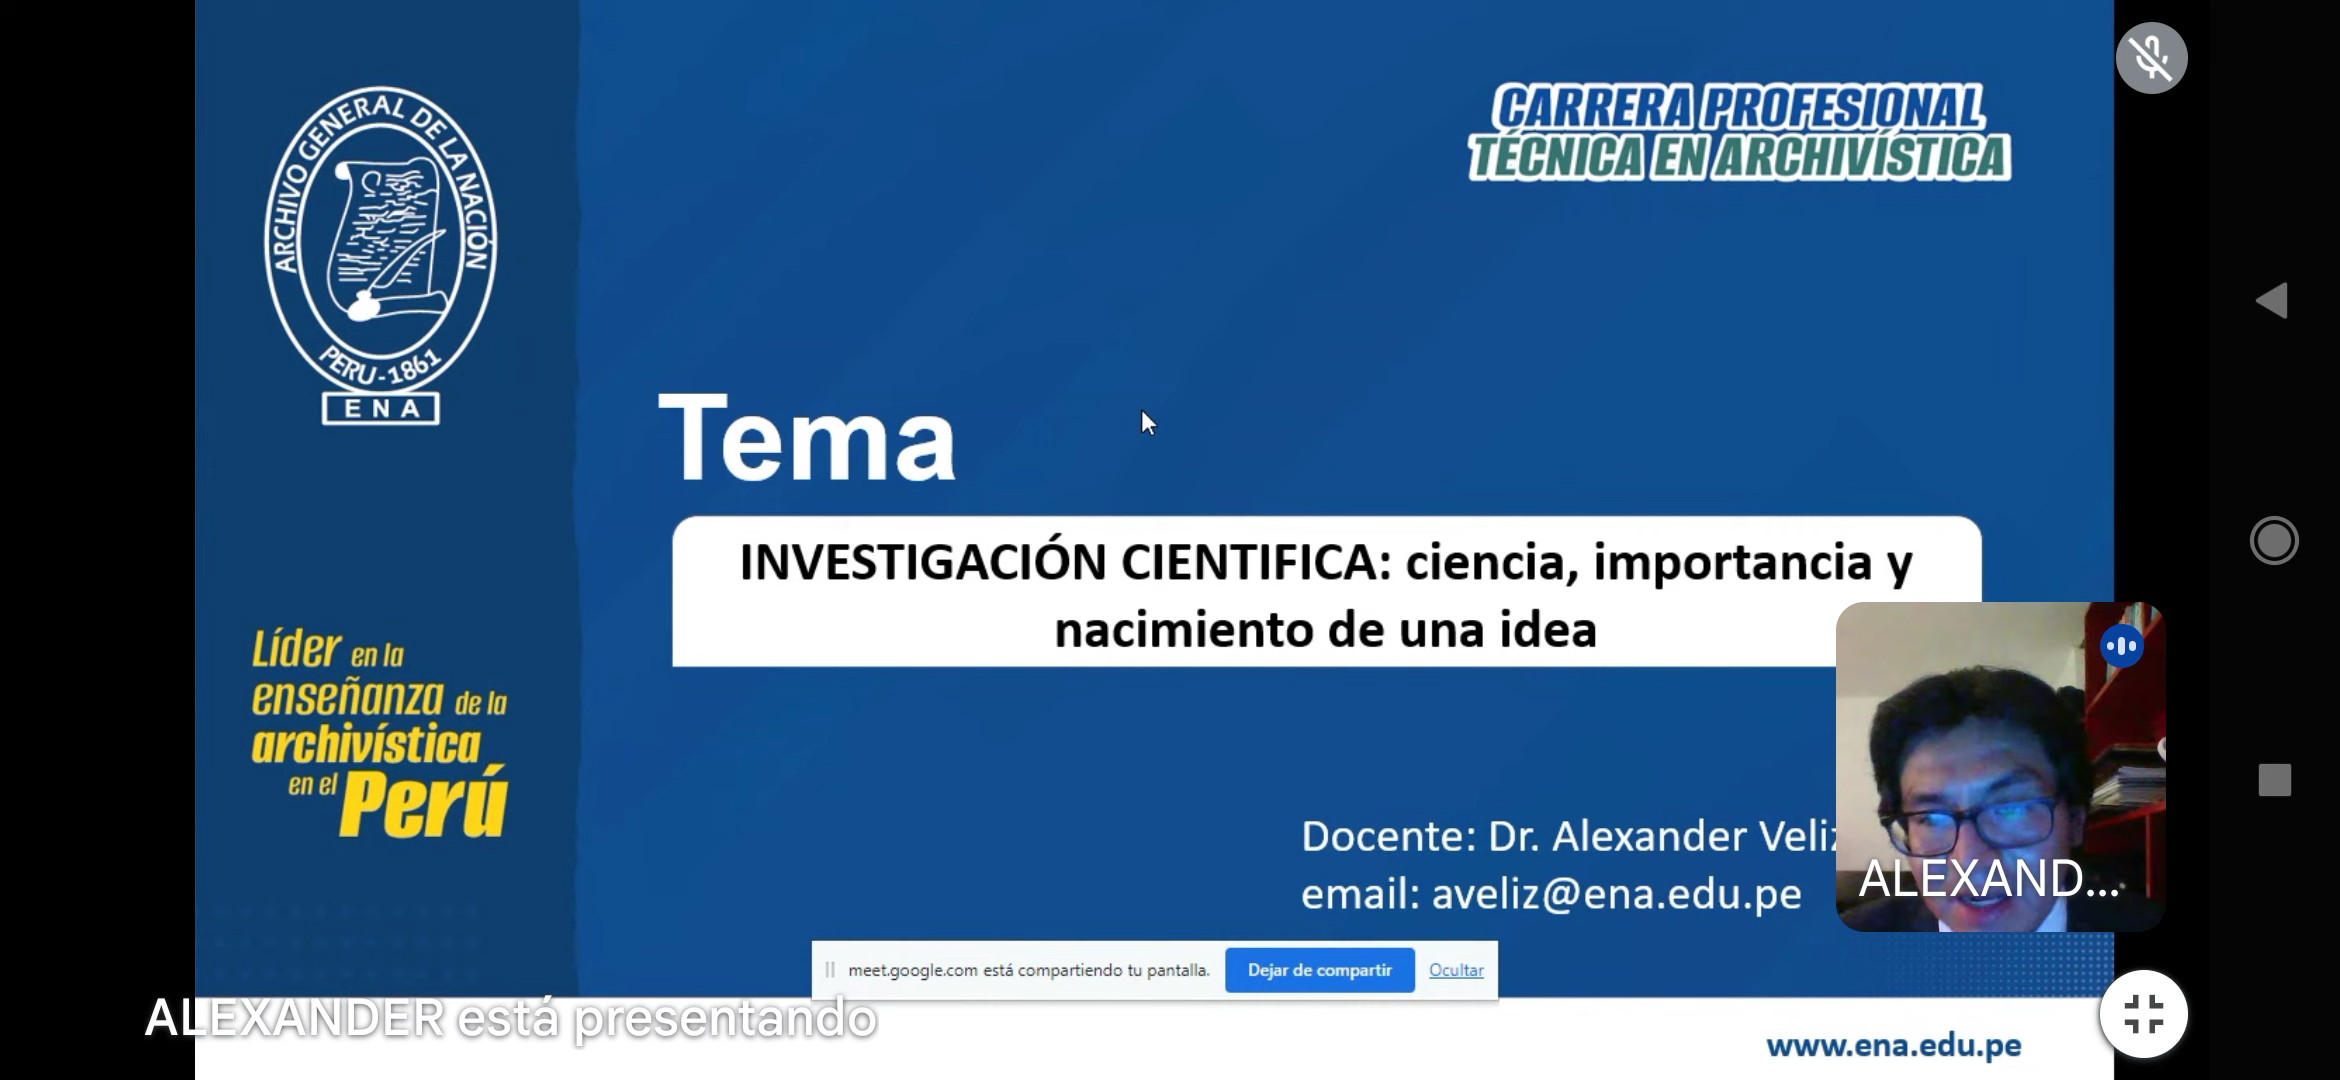 ARCHIVO GENERAL DE LA NACIÓN
PERU-1861
ENA
CARRERA PROFESIONAL
TÉCNICA EN ARCHIVÍSTICA
Tema
INVESTIGACIÓN CIENTIFICA: ciencia, importancia y
nacimiento de una idea
Líder en la
enseñanza de la
archivística
en el Perú
Docente: Dr. Alexander Veliz
email: aveliz@ena.edu.pe
ALEXAND...
meet.google.com está compartiendo tu pantalla. Dejar de compartir Ocultar
ALEXANDER está presentando
www.ena.edu.pe